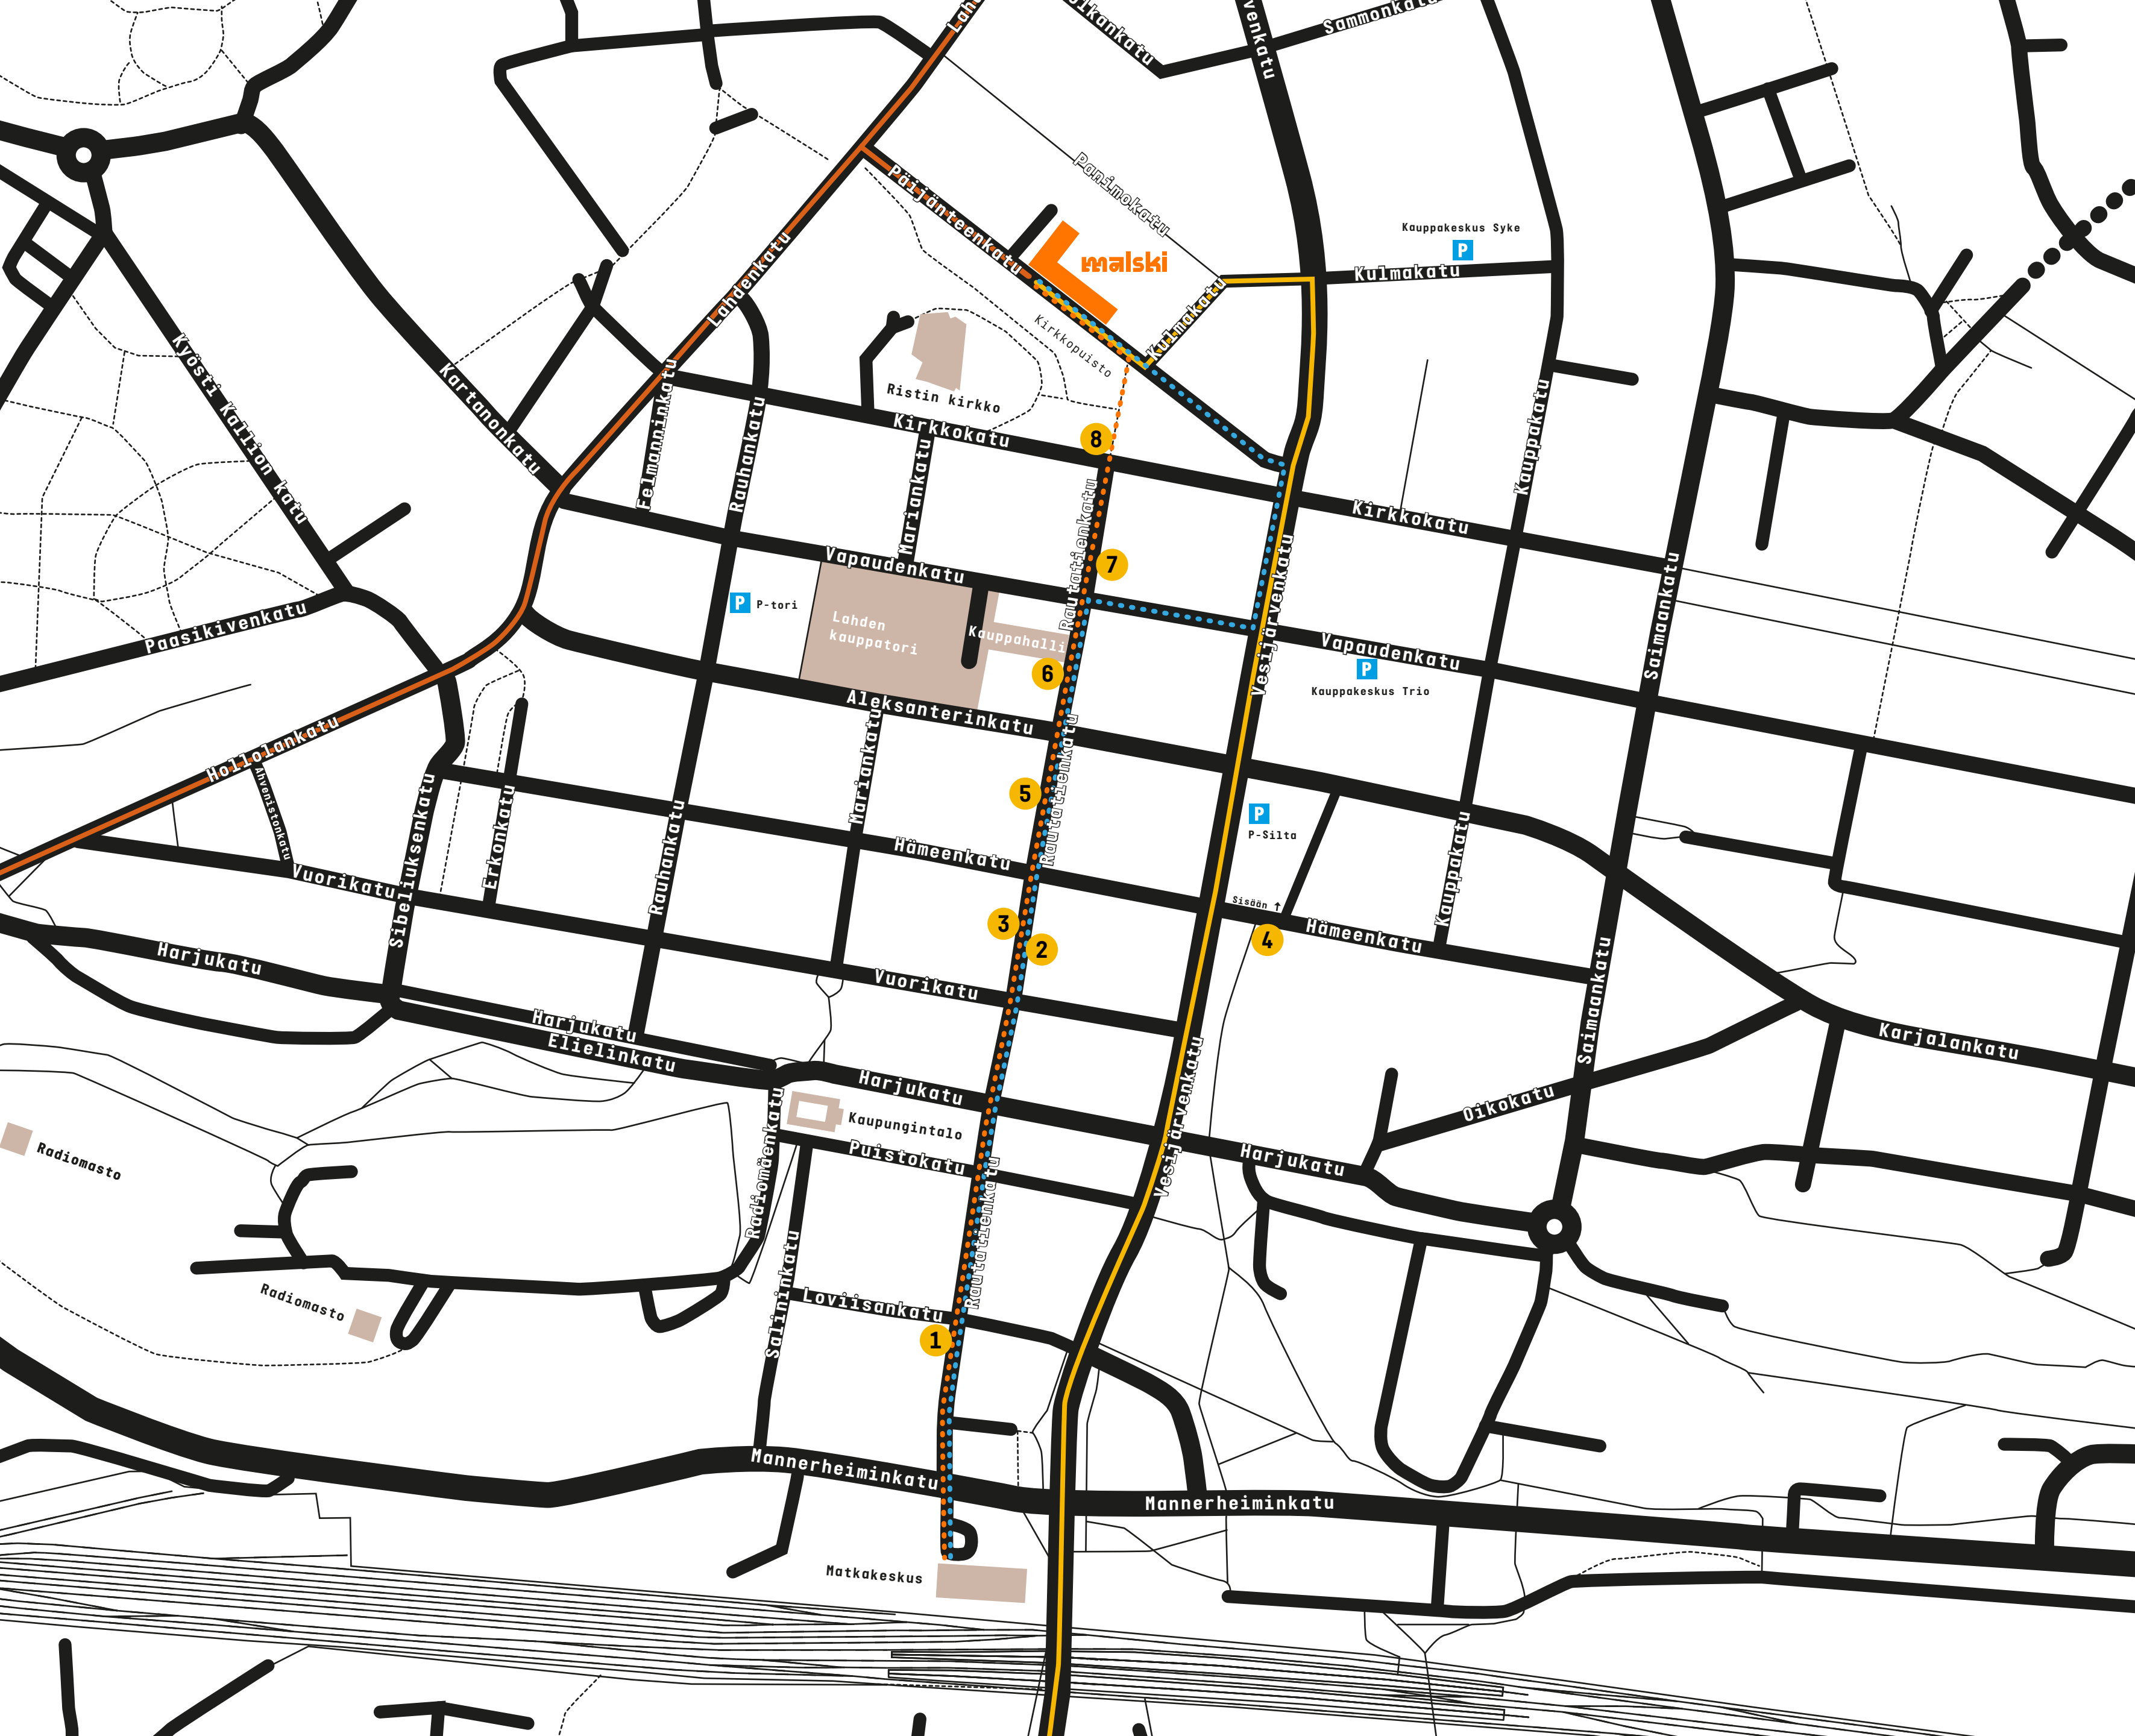 Sammonkatu
Panimokatu
Päijänteenkatu
malski
Kauppakeskus Syke
P
Kulmakatu
Kulmakatu
Lahdenkatu
Kirkkopuisto
Ristin kirkko
Kirkkokatu
Kirkkokatu
Kyösti Kallion katu
Kartanonkatu
Felmanninkatu
Rauhankatu
Mariankatu
Kauppakatu
8
7
Rautatienkatu
Vapaudenkatu
P
P-tori
Lahden
kauppatori
Kauppahalli
6
Vesijärvenkatu
Vapaudenkatu
P
Kauppakeskus Trio
Saimaankatu
Paasikivenkatu
Aleksanterinkatu
Hollolankatu
Ahvenistonkatu
Mariankatu
Rautatienkatu
5
P
P-Silta
Sibeliuksenkatu
Erkonkatu
Rauhankatu
Hämeenkatu
Kauppakatu
Vuorikatu
Sisään ↑
3
2
4
Hämeenkatu
Harjukatu
Vuorikatu
Saimaankatu
Harjukatu
Elielinkatu
Harjukatu
Karjalankatu
Oikokatu
Kaupungintalo
Puistokatu
Harjukatu
Vesijärvenkatu
Radiomasto
Radiomäenkatu
Rautatienkatu
Radiomasto
Salininkatu
Loviisankatu
1
Mannerheiminkatu
Mannerheiminkatu
Matkakeskus